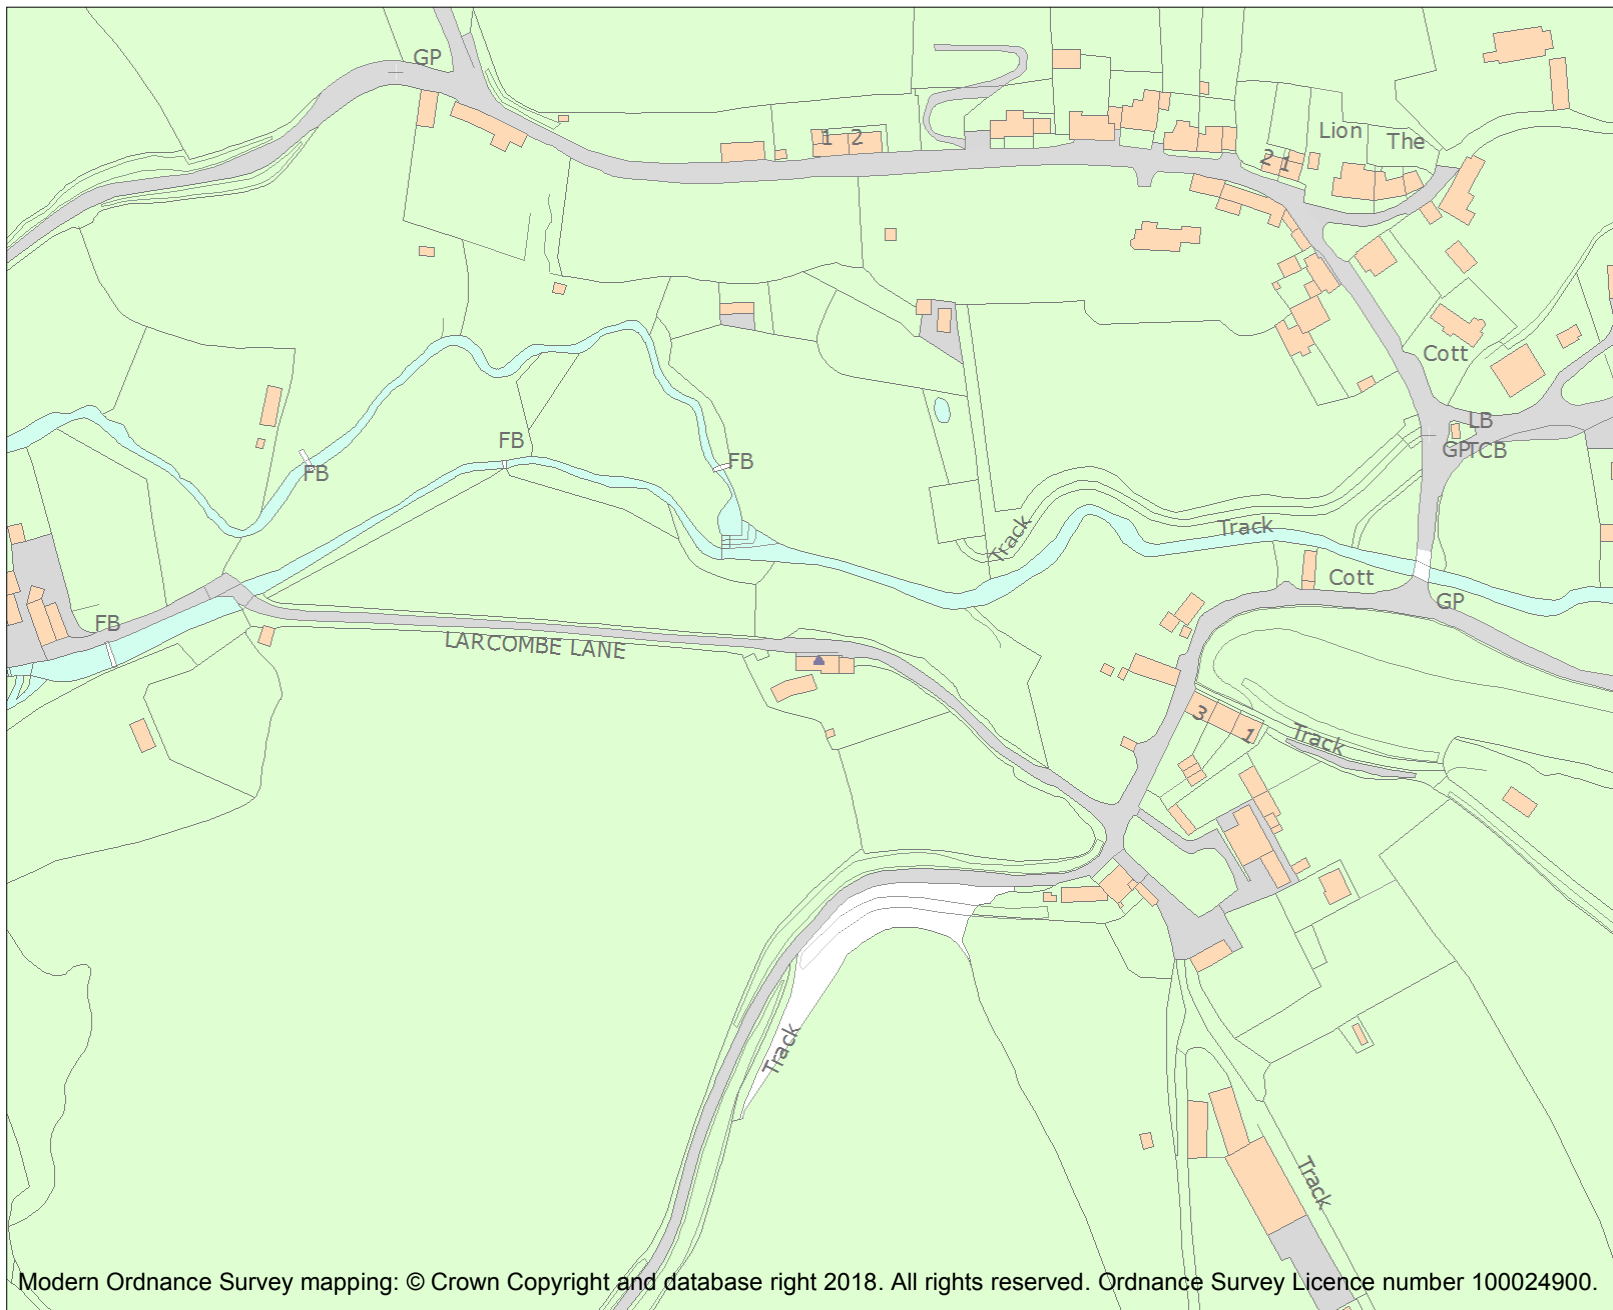 GP
1 2
Lion
The
2 1
Cott
LB
GP TCB
FB
FB
FB
Track
Track
Cott
GP
FB
LARCOMBE LANE
3
1
Track
Track
Track
Modern Ordnance Survey mapping: © Crown Copyright and database right 2018. All rights reserved. Ordnance Survey Licence number 100024900.